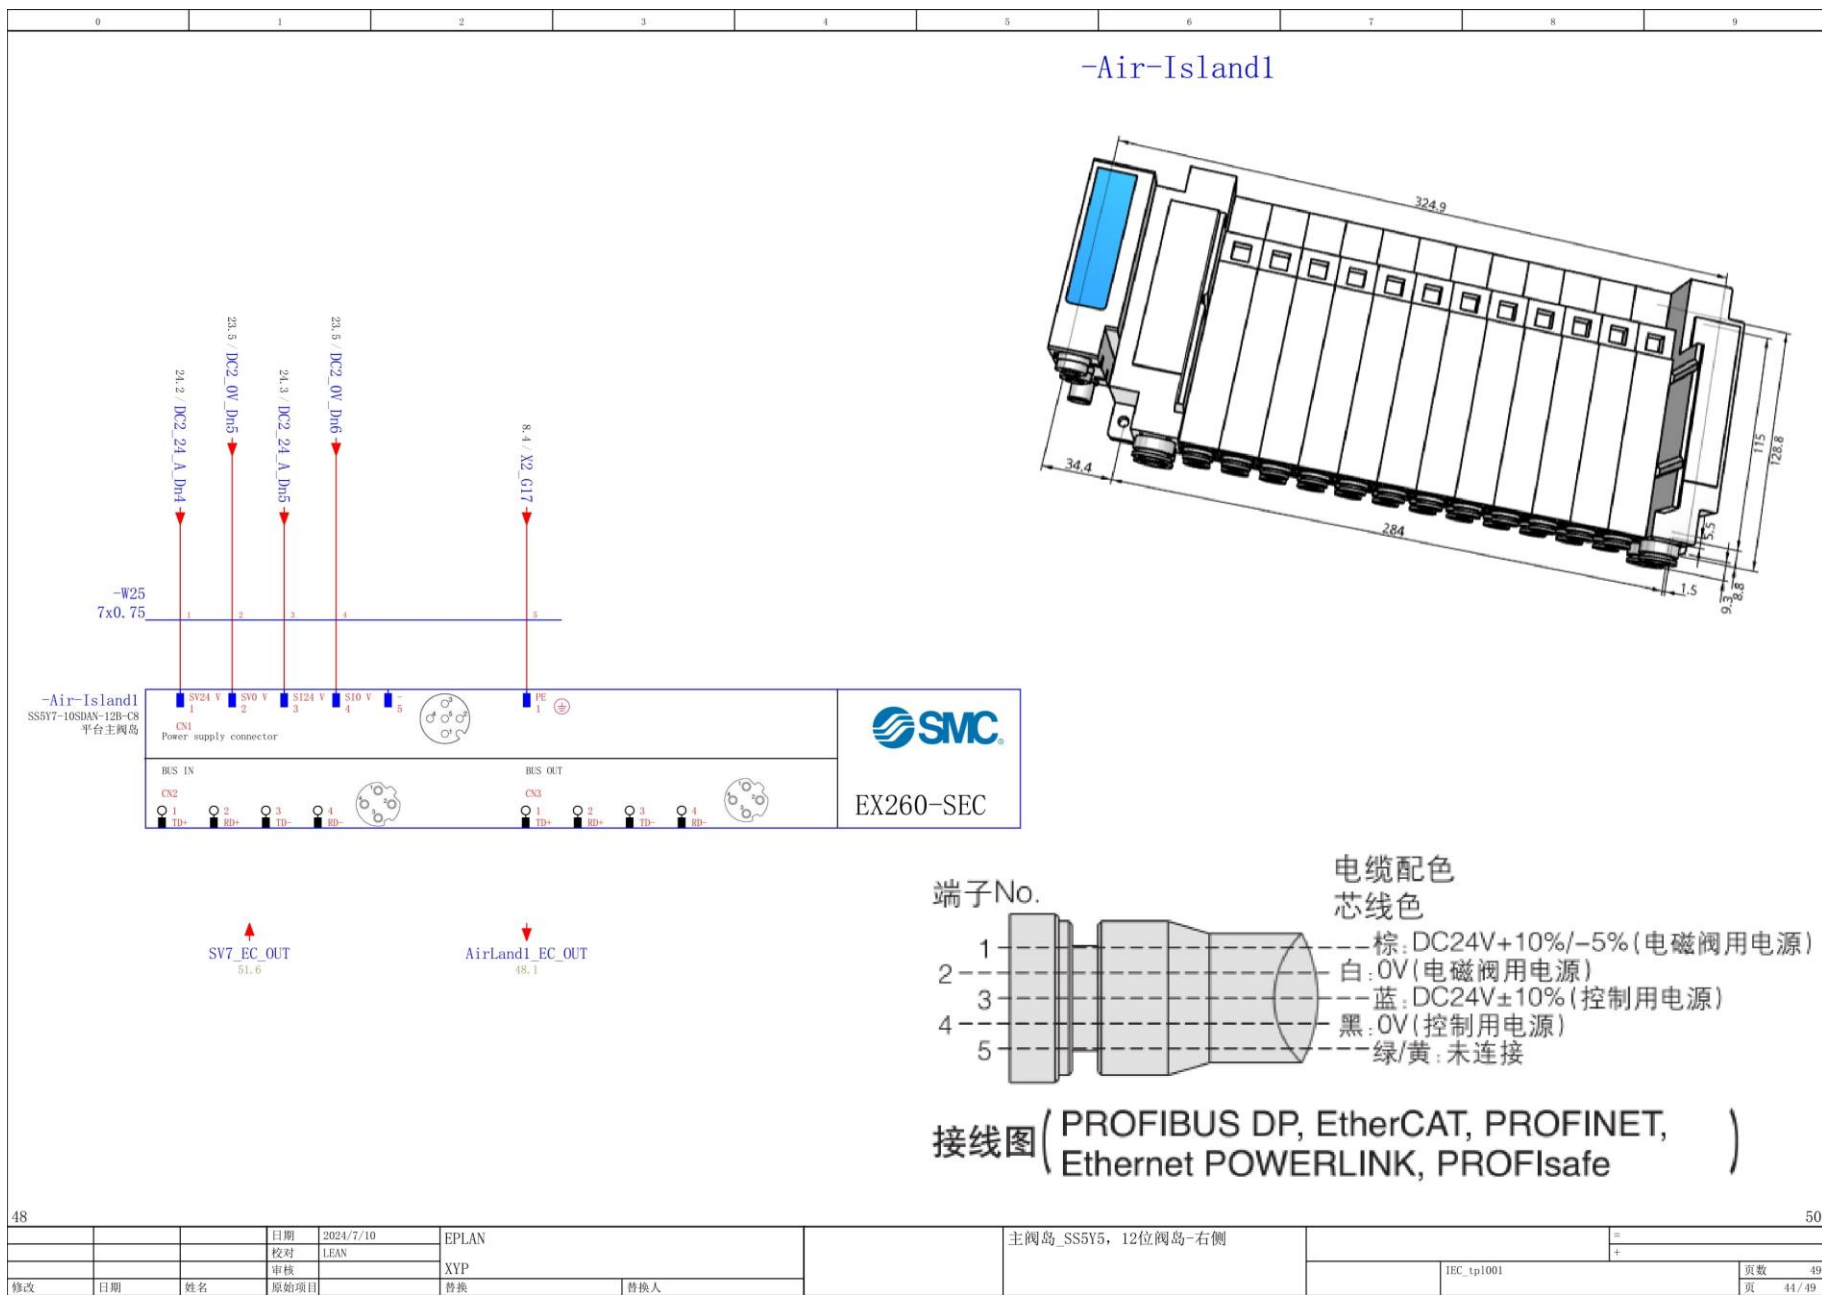 0 1 2 3 4 5 6 7 8 9
-Air-Island1
324.9
34.4
284
115
128.8
5.5
1.5
9.3
8.8
24.2 / DC2_24_A_Dn4
23.5 / DC2_0V_Dn5
24.3 / DC2_24_A_Dn5
23.5 / DC2_0V_Dn6
8.4 / X2_G17
-W25
7x0.75
1 2 3 4 5
-Air-Island1
SS5Y7-10SDAN-12B-C8
平台主阀岛
SV24 V SV0 V SI24 V SI0 V - PE
1 2 3 4 5 1
CN1
Power supply connector
SMC
EX260-SEC
BUS IN BUS OUT
CN2 CN3
1 2 3 4 1 2 3 4
TD+ RD+ TD- RD- TD+ RD+ TD- RD-
SV7_EC_OUT
51.6
AirLand1_EC_OUT
48.1
电缆配色
端子No.
芯线色
1 棕:DC24V+10%/-5%(电磁阀用电源)
2 白:0V(电磁阀用电源)
3 蓝:DC24V±10%(控制用电源)
4 黑:0V(控制用电源)
5 绿/黄:未连接
接线图(PROFIBUS DP, EtherCAT, PROFINET,
Ethernet POWERLINK, PROFIsafe)
48 50
日期 2024/7/10 EPLAN 主阀岛_SS5Y5, 12位阀岛-右侧 =
校对 LEAN +
审核 XYP IEC_tpl001 页数 49
修改 日期 姓名 原始项目 替换 替换人 页 44/49